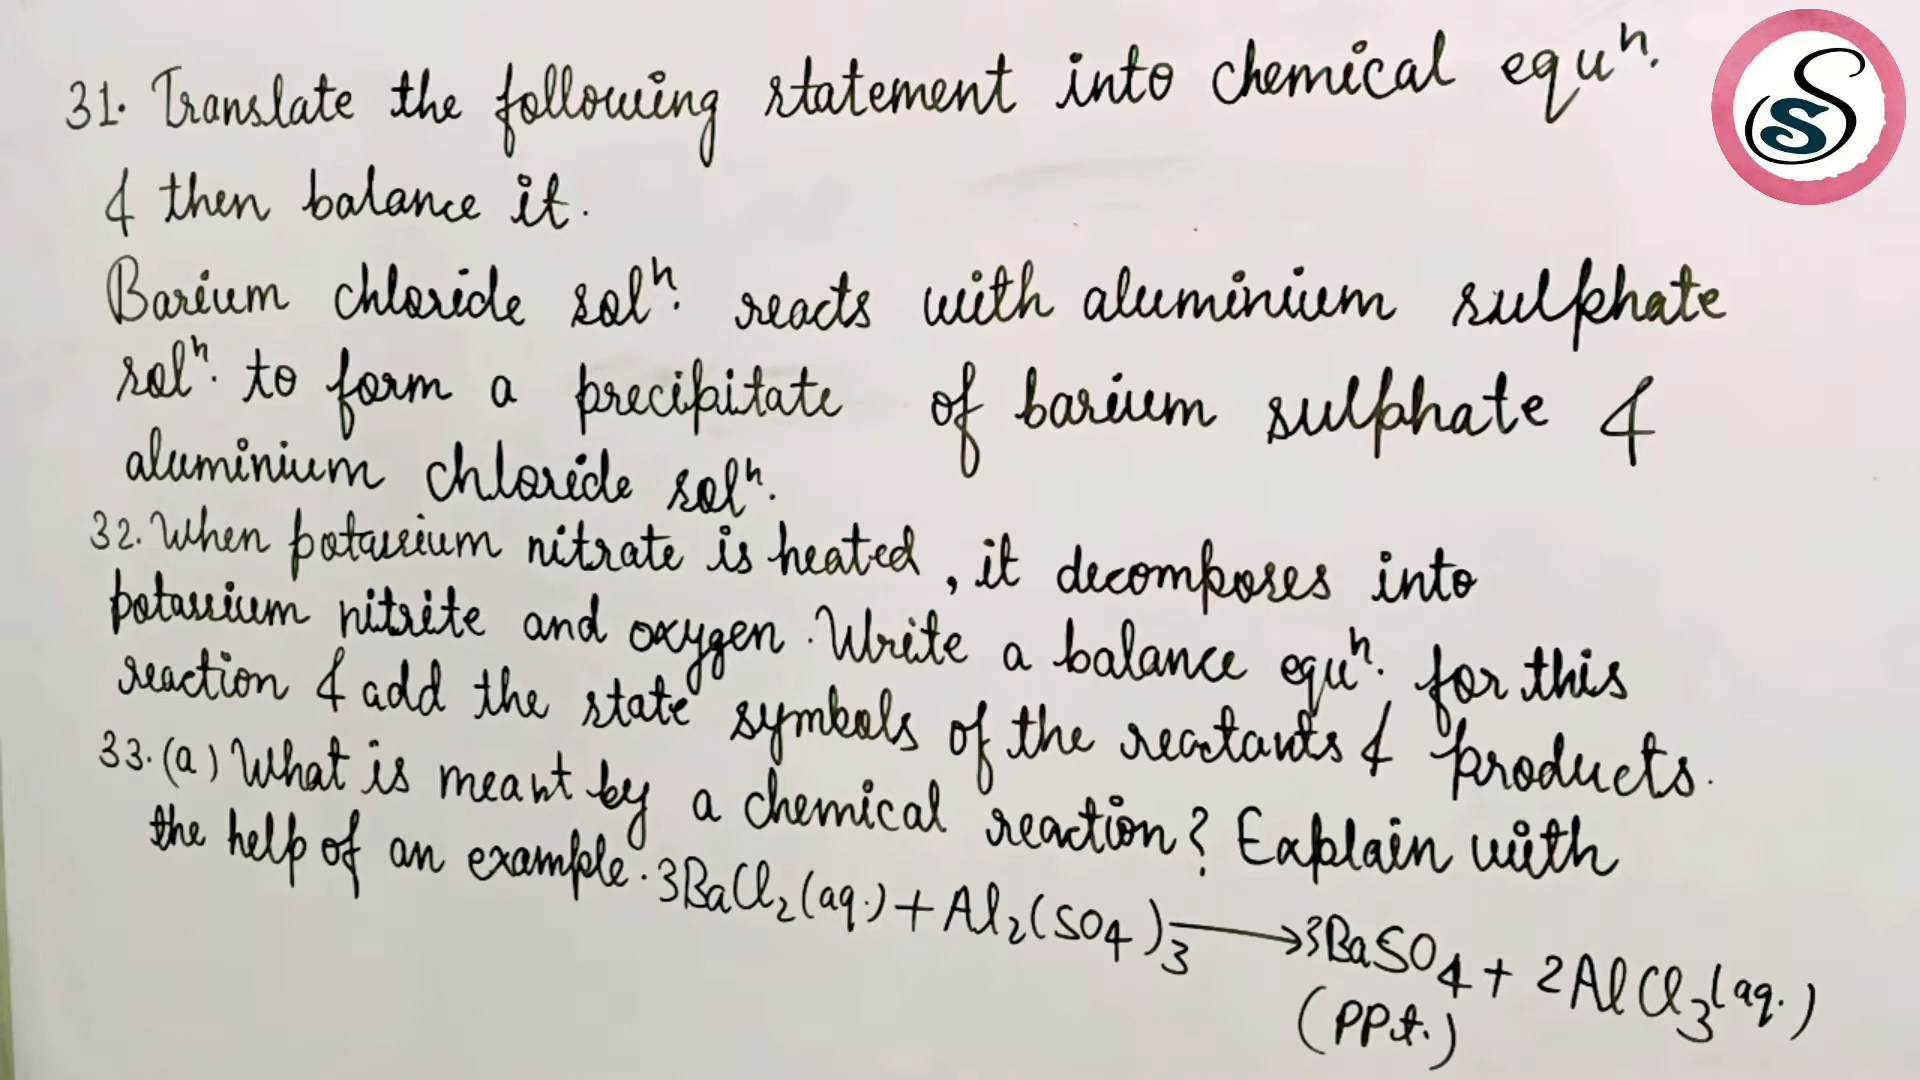 31. Translate the following statement into chemical equⁿ.
& then balance it.
Barium chloride solⁿ. reacts with aluminium sulphate
solⁿ. to form a precipitate of barium sulphate &
aluminium chloride solⁿ.
32. When potassium nitrate is heated, it decomposes into
potassium nitrite and oxygen. Write a balance equⁿ. for this
reaction & add the state symbols of the reactants & products.
33. (a) What is meant by a chemical reaction? Explain with
the help of an example.
3BaCl₂(aq.) + Al₂(SO₄)₃ ⟶ 3BaSO₄ + 2AlCl₃(aq.)
(PPt.)
SS